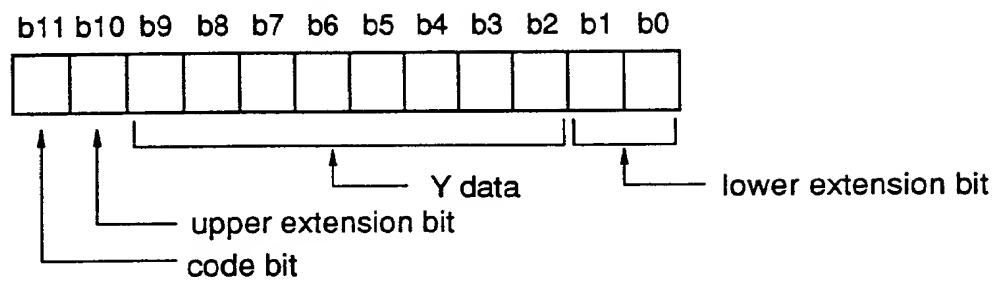 b11 b10 b9 b8 b7 b6 b5 b4 b3 b2 b1 b0
Y data
lower extension bit
upper extension bit
code bit